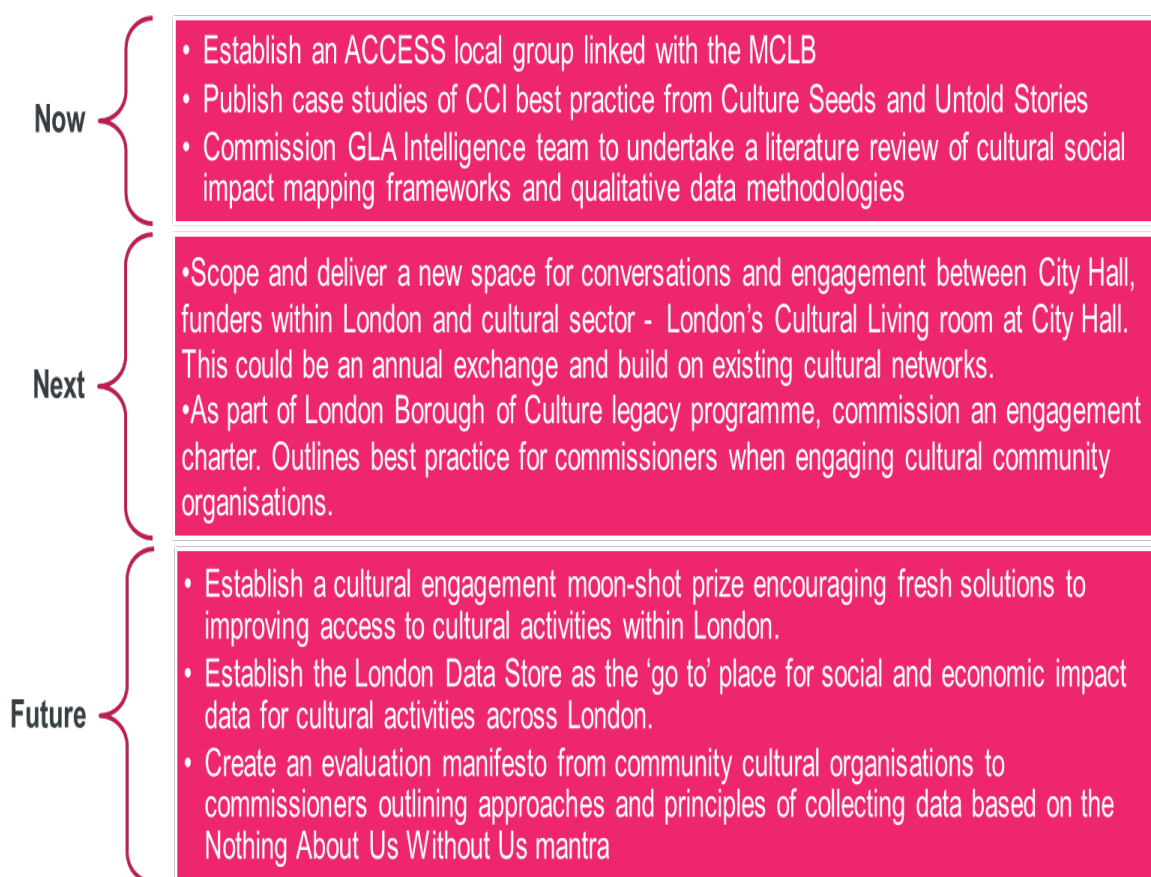 Now
• Establish an ACCESS local group linked with the MCLB
• Publish case studies of CCI best practice from Culture Seeds and Untold Stories
• Commission GLA Intelligence team to undertake a literature review of cultural social
impact mapping frameworks and qualitative data methodologies
Next
•Scope and deliver a new space for conversations and engagement between City Hall,
funders within London and cultural sector - London's Cultural Living room at City Hall.
This could be an annual exchange and build on existing cultural networks.
•As part of London Borough of Culture legacy programme, commission an engagement
charter. Outlines best practice for commissioners when engaging cultural community
organisations.
Future
• Establish a cultural engagement moon-shot prize encouraging fresh solutions to
improving access to cultural activities within London.
• Establish the London Data Store as the ‘go to’ place for social and economic impact
data for cultural activities across London.
• Create an evaluation manifesto from community cultural organisations to
commissioners outlining approaches and principles of collecting data based on the
Nothing About Us Without Us mantra